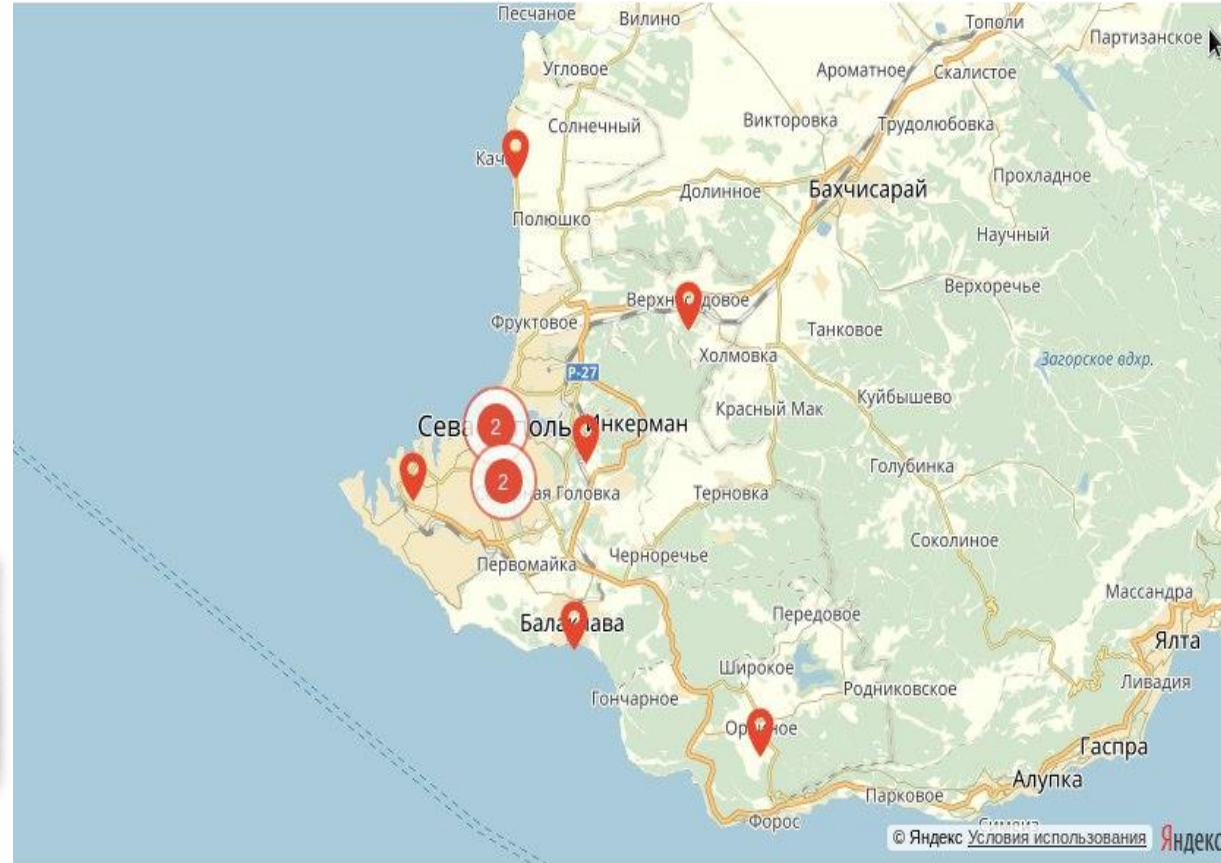 Песчаное
Вилино
Тополи
Партизанское
Угловое
Ароматное
Скалистое
Солнечный
Викторовка
Трудолюбовка
Прохладное
Долинное
Бахчисарай
Полюшко
Научный
Верхоречье
Фруктовое
Танковое
Холмовка
Загорское вдхр.
Р-27
Куйбышево
Красный Мак
2
Инкерман
Голубинка
2
Головка
Терновка
Соколиное
Черноречье
Первомайка
Массандра
Передовое
Ялта
Широкое
Ливадия
Родниковское
Гончарное
Гаспра
Алупка
Парковое
Форос
© Яндекс Условия использования
Яндекс